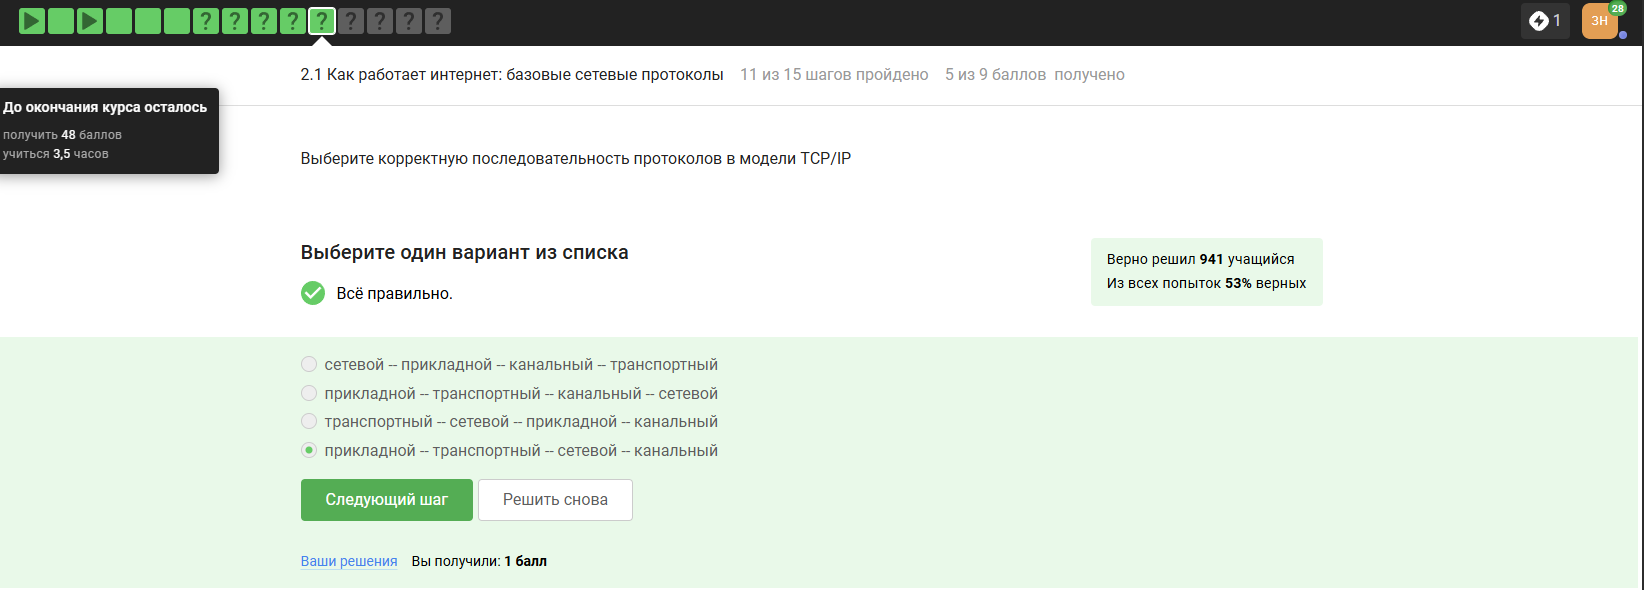 ? ? ? ? ? ? ? ? ?
1
ЗН
28
2.1 Как работает интернет: базовые сетевые протоколы 11 из 15 шагов пройдено 5 из 9 баллов получено
До окончания курса осталось
получить 48 баллов
учиться 3,5 часов
Выберите корректную последовательность протоколов в модели TCP/IP
Выберите один вариант из списка
Всё правильно.
Верно решил 941 учащийся
Из всех попыток 53% верных
сетевой -- прикладной -- канальный -- транспортный
прикладной -- транспортный -- канальный -- сетевой
транспортный -- сетевой -- прикладной -- канальный
прикладной -- транспортный -- сетевой -- канальный
Следующий шаг
Решить снова
Ваши решения Вы получили: 1 балл